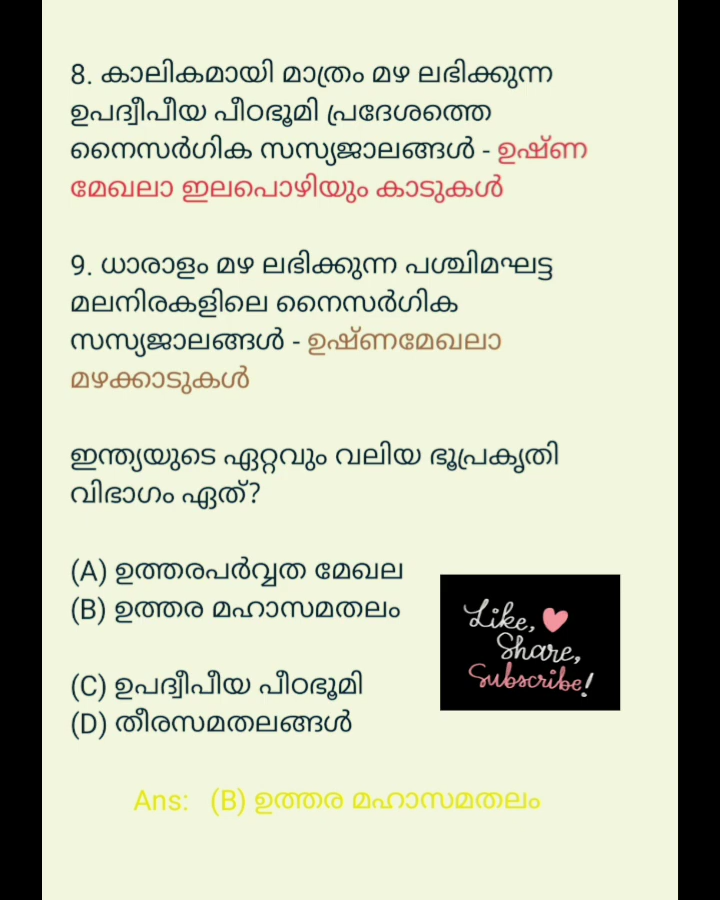 8. കാലികമായി മാത്രം മഴ ലഭിക്കുന്ന
ഉപദ്വീപീയ പീഠഭൂമി പ്രദേശത്തെ
നൈസർഗിക സസ്യജാലങ്ങൾ - ഉഷ്ണ
മേഖലാ ഇലപൊഴിയും കാടുകൾ
9. ധാരാളം മഴ ലഭിക്കുന്ന പശ്ചിമഘട്ട
മലനിരകളിലെ നൈസർഗിക
സസ്യജാലങ്ങൾ - ഉഷ്ണമേഖലാ
മഴക്കാടുകൾ
ഇന്ത്യയുടെ ഏറ്റവും വലിയ ഭൂപ്രകൃതി
വിഭാഗം ഏത്?
(A) ഉത്തരപർവ്വത മേഖല
(B) ഉത്തര മഹാസമതലം
(C) ഉപദ്വീപീയ പീഠഭൂമി
(D) തീരസമതലങ്ങൾ
Like,
Share,
Subscribe!
Ans: (B) ഉത്തര മഹാസമതലം